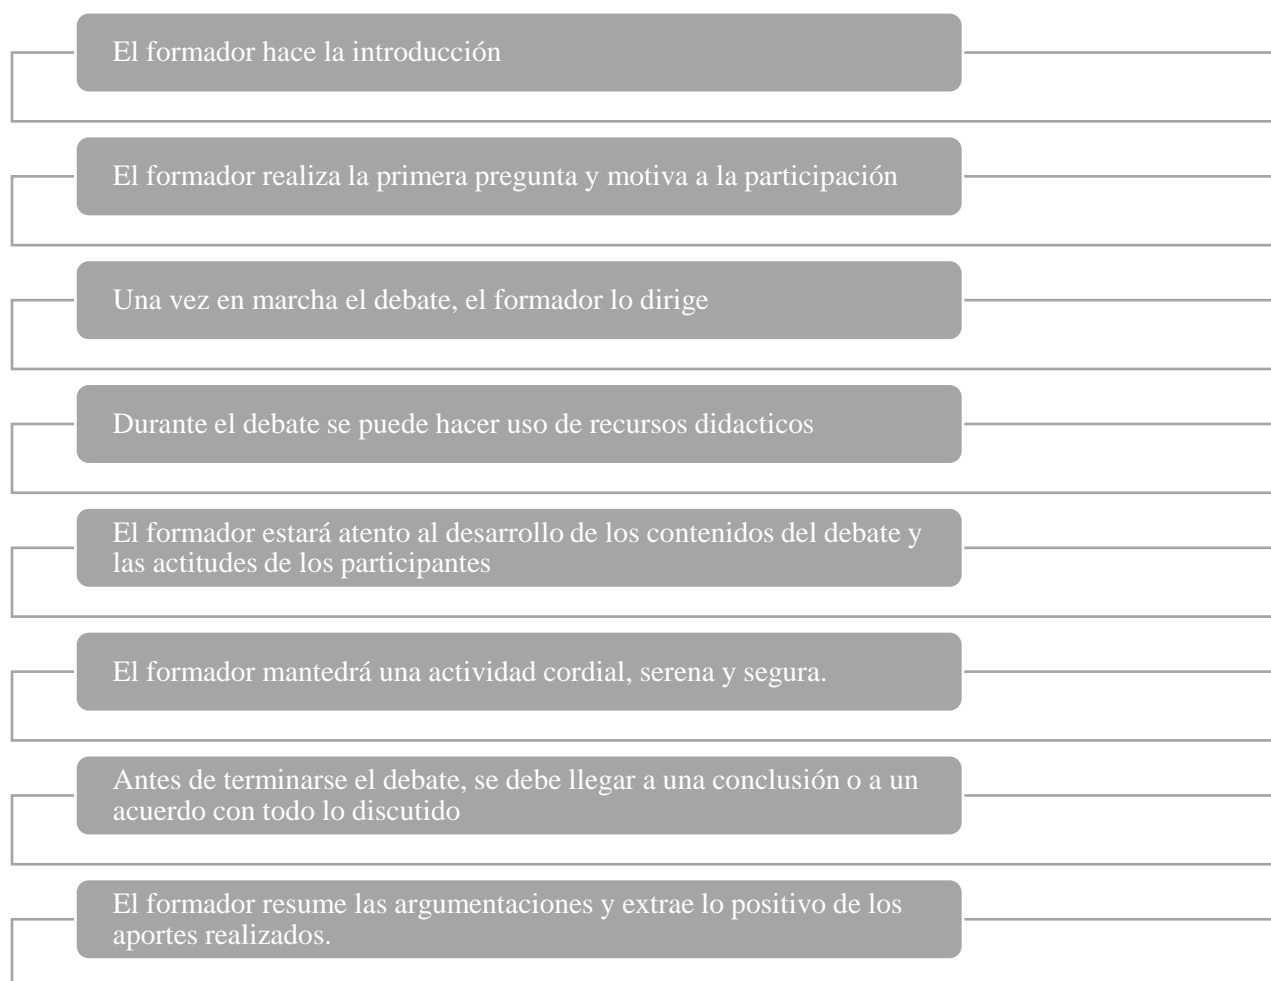 El formador hace la introducción
El formador realiza la primera pregunta y motiva a la participación
Una vez en marcha el debate, el formador lo dirige
Durante el debate se puede hacer uso de recursos didacticos
El formador estará atento al desarrollo de los contenidos del debate y
las actitudes de los participantes
El formador mantedrá una actividad cordial, serena y segura.
Antes de terminarse el debate, se debe llegar a una conclusión o a un
acuerdo con todo lo discutido
El formador resume las argumentaciones y extrae lo positivo de los
aportes realizados.